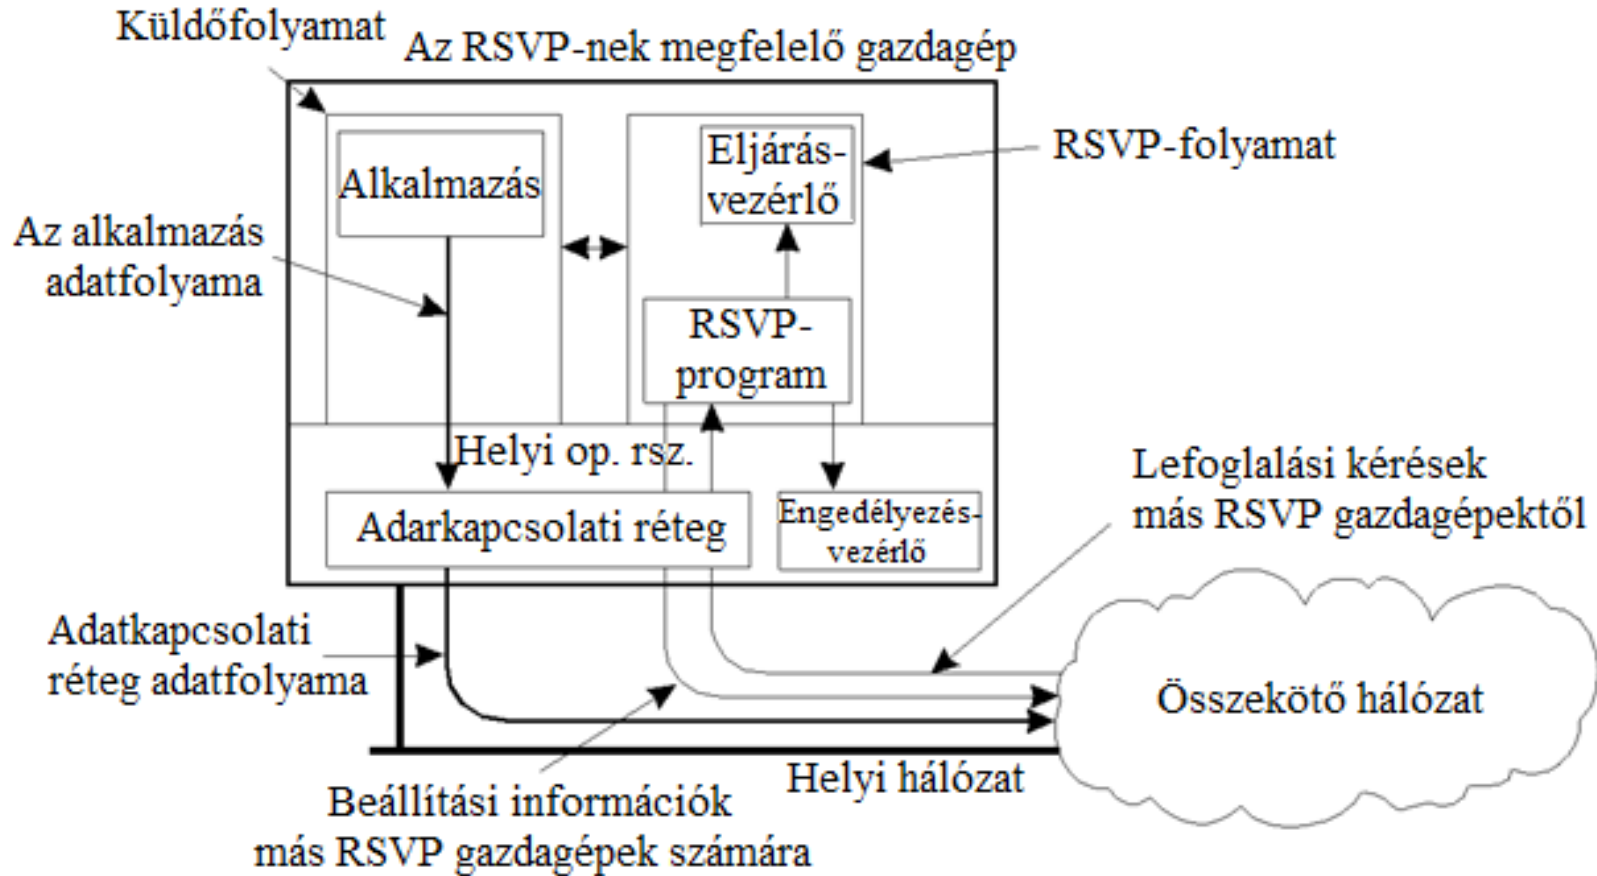 Küldőfolyamat
Az RSVP-nek megfelelő gazdagép
Alkalmazás
Eljárás-
vezérlő
RSVP-folyamat
Az alkalmazás
adatfolyama
RSVP-
program
Helyi op. rsz.
Adarkapcsolati réteg
Engedélyezés-
vezérlő
Lefoglalási kérések
más RSVP gazdagépektől
Adatkapcsolati
réteg adatfolyama
Összekötő hálózat
Helyi hálózat
Beállítási információk
más RSVP gazdagépek számára